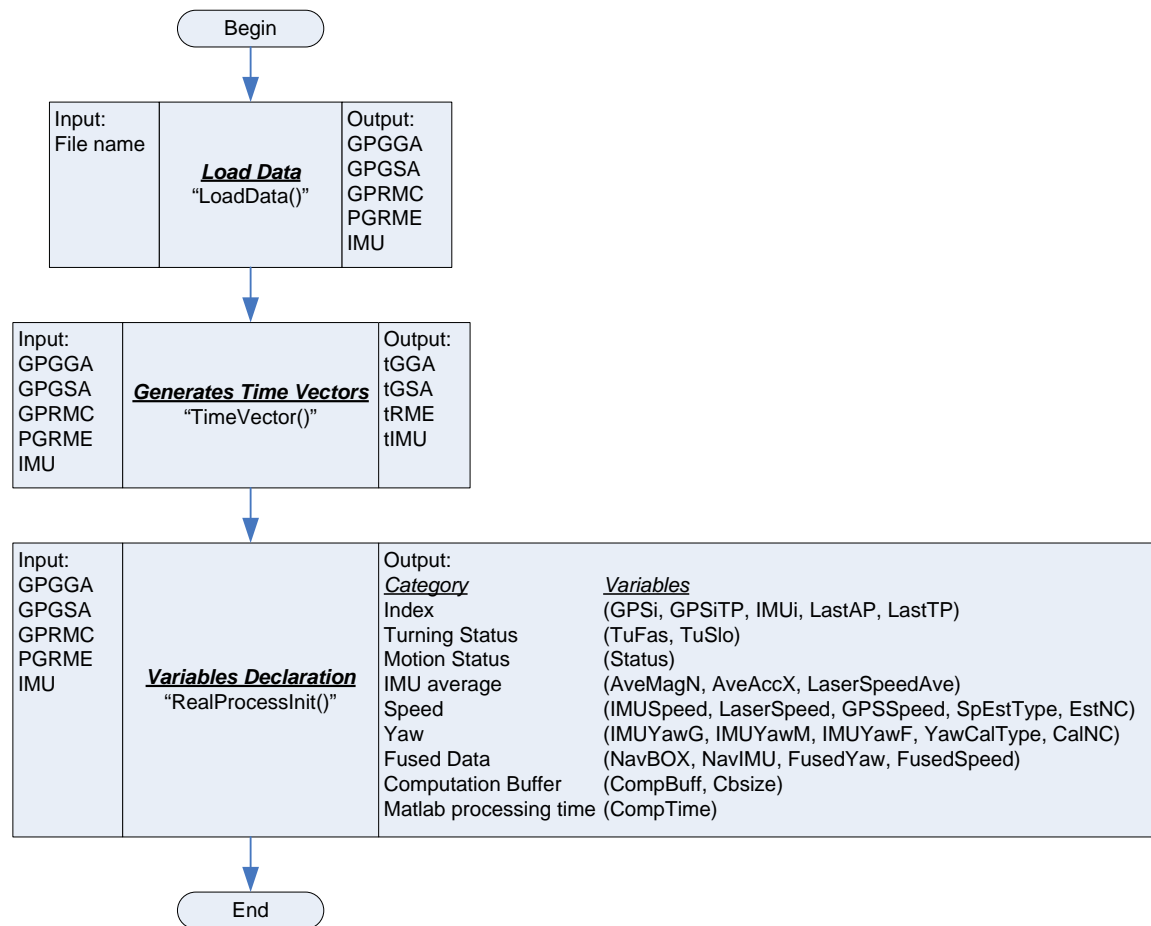 Begin
Input:
File name
Load Data
“LoadData()”
Output:
GPGGA
GPGSA
GPRMC
PGRME
IMU
Input:
GPGGA
GPGSA
GPRMC
PGRME
IMU
Generates Time Vectors
“TimeVector()”
Output:
tGGA
tGSA
tRME
tIMU
Input:
GPGGA
GPGSA
GPRMC
PGRME
IMU
Variables Declaration
“RealProcessInit()”
Output:
Category Variables
Index (GPSi, GPSiTP, IMUi, LastAP, LastTP)
Turning Status (TuFas, TuSlo)
Motion Status (Status)
IMU average (AveMagN, AveAccX, LaserSpeedAve)
Speed (IMUSpeed, LaserSpeed, GPSSpeed, SpEstType, EstNC)
Yaw (IMUYawG, IMUYawM, IMUYawF, YawCalType, CalNC)
Fused Data (NavBOX, NavIMU, FusedYaw, FusedSpeed)
Computation Buffer (CompBuff, Cbsize)
Matlab processing time (CompTime)
End